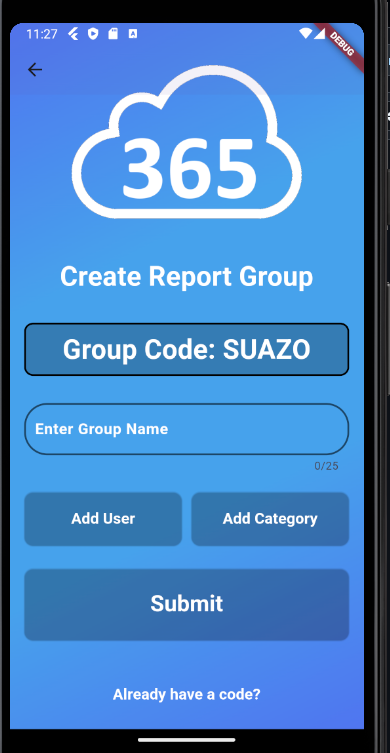 11:27
DEBUG
365
Create Report Group
Group Code: SUAZO
Enter Group Name
0/25
Add User
Add Category
Submit
Already have a code?